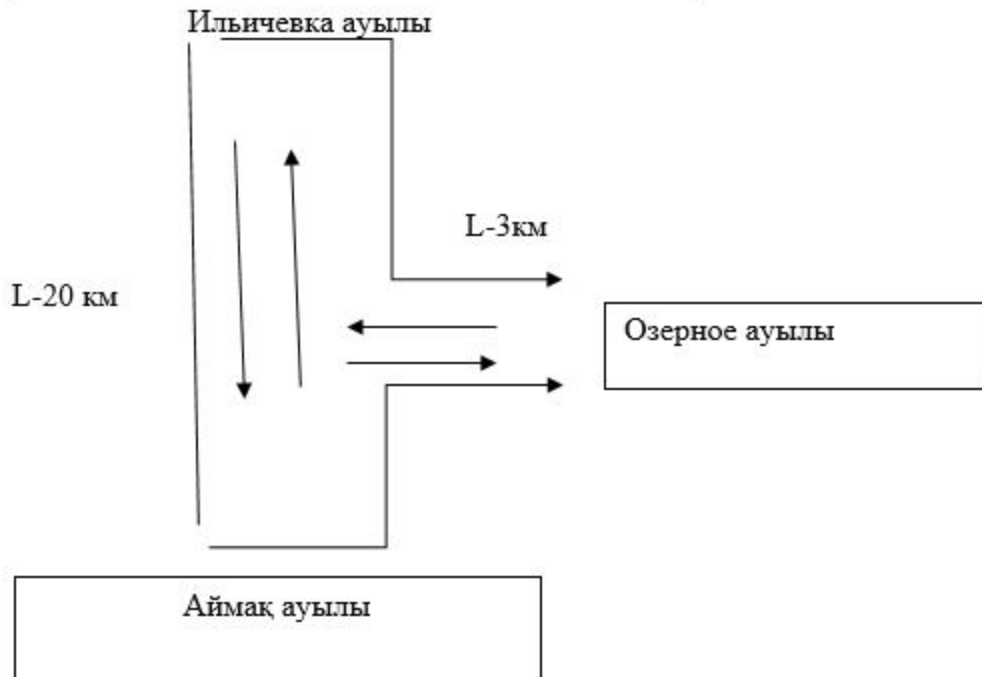 Ильичевка ауылы
L-3км
L-20 км
Озерное ауылы
Аймақ ауылы